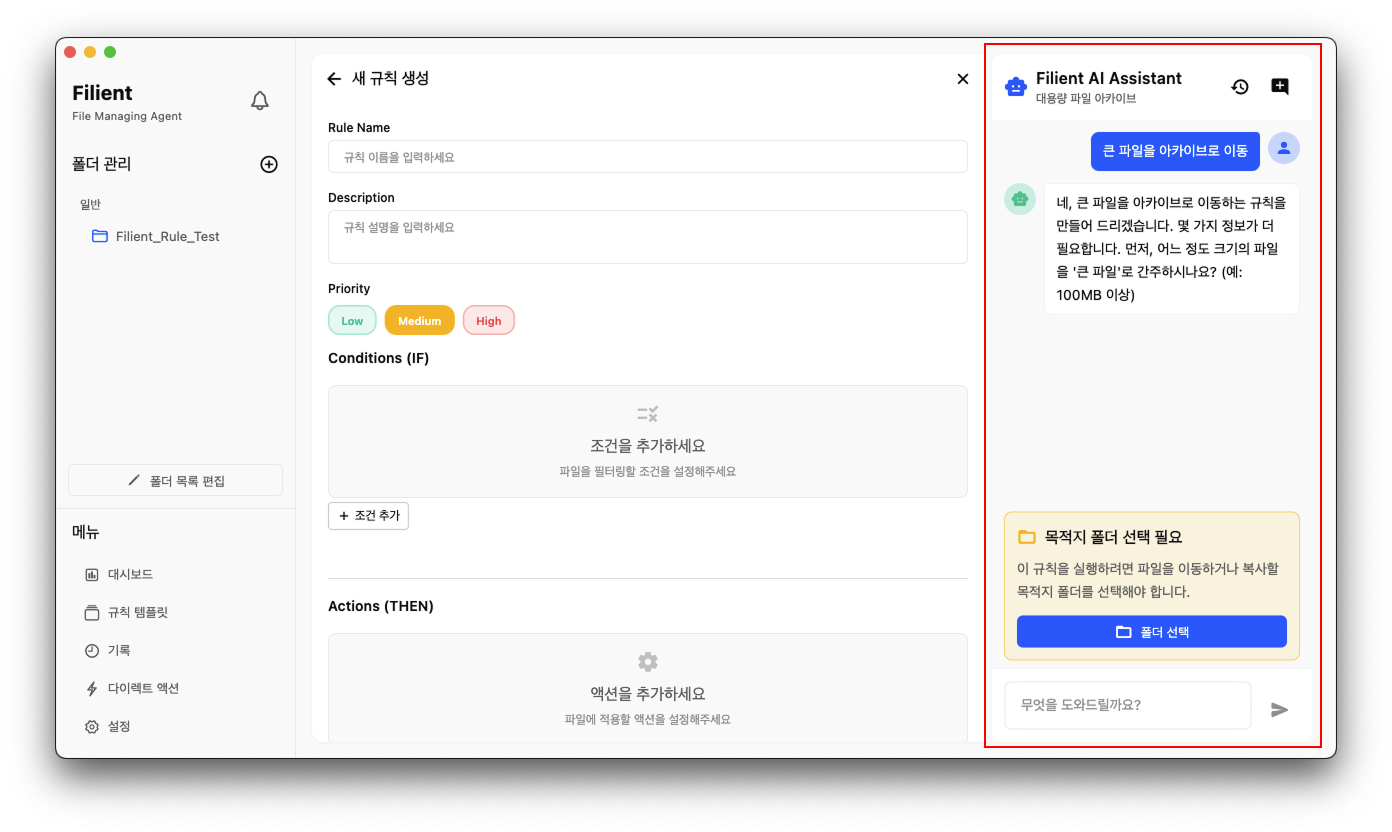 Filient
File Managing Agent
폴더 관리
일반
Filient_Rule_Test
폴더 목록 편집
메뉴
대시보드
규칙 템플릿
기록
다이렉트 액션
설정
새 규칙 생성
Rule Name
규칙 이름을 입력하세요
Description
규칙 설명을 입력하세요
Priority
Low
Medium
High
Conditions (IF)
조건을 추가하세요
파일을 필터링할 조건을 설정해주세요
조건 추가
Actions (THEN)
액션을 추가하세요
파일에 적용할 액션을 설정해주세요
Filient AI Assistant
대용량 파일 아카이브
큰 파일을 아카이브로 이동
네, 큰 파일을 아카이브로 이동하는 규칙을
만들어 드리겠습니다. 몇 가지 정보가 더
필요합니다. 먼저, 어느 정도 크기의 파일
을 '큰 파일'로 간주하시나요? (예:
100MB 이상)
목적지 폴더 선택 필요
이 규칙을 실행하려면 파일을 이동하거나 복사할
목적지 폴더를 선택해야 합니다.
폴더 선택
무엇을 도와드릴까요?